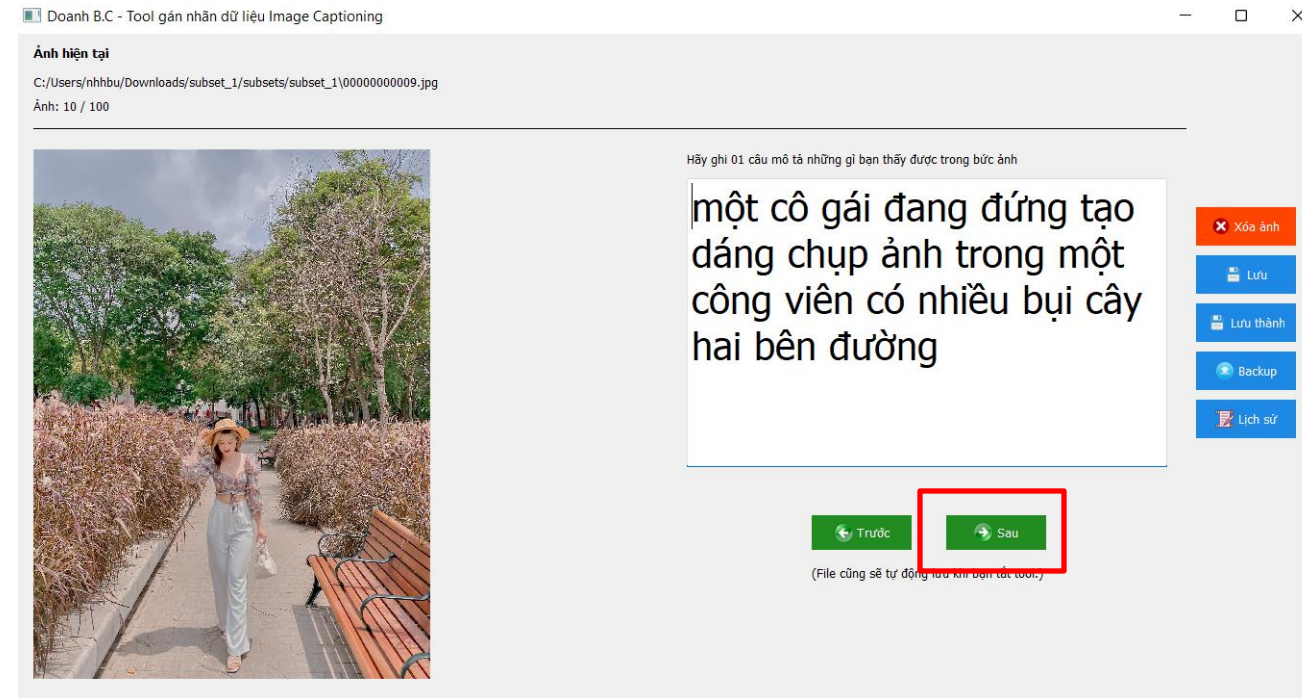 Doanh B.C - Tool gán nhãn dữ liệu Image Captioning
Ảnh hiện tại
C:/Users/nhhbu/Downloads/subset_1/subsets/subset_1\00000000009.jpg
Ảnh: 10 / 100
Hãy ghi 01 câu mô tả những gì bạn thấy được trong bức ảnh
một cô gái đang đứng tạo
dáng chụp ảnh trong một
công viên có nhiều bụi cây
hai bên đường
Xóa ảnh
Lưu
Lưu thành
Backup
Lịch sử
Trước
Sau
(File cũng sẽ tự động lưu khi bạn tắt tool.)